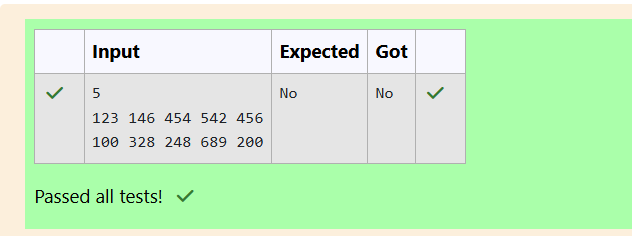 Input Expected Got
5 No No
123 146 454 542 456
100 328 248 689 200
Passed all tests!